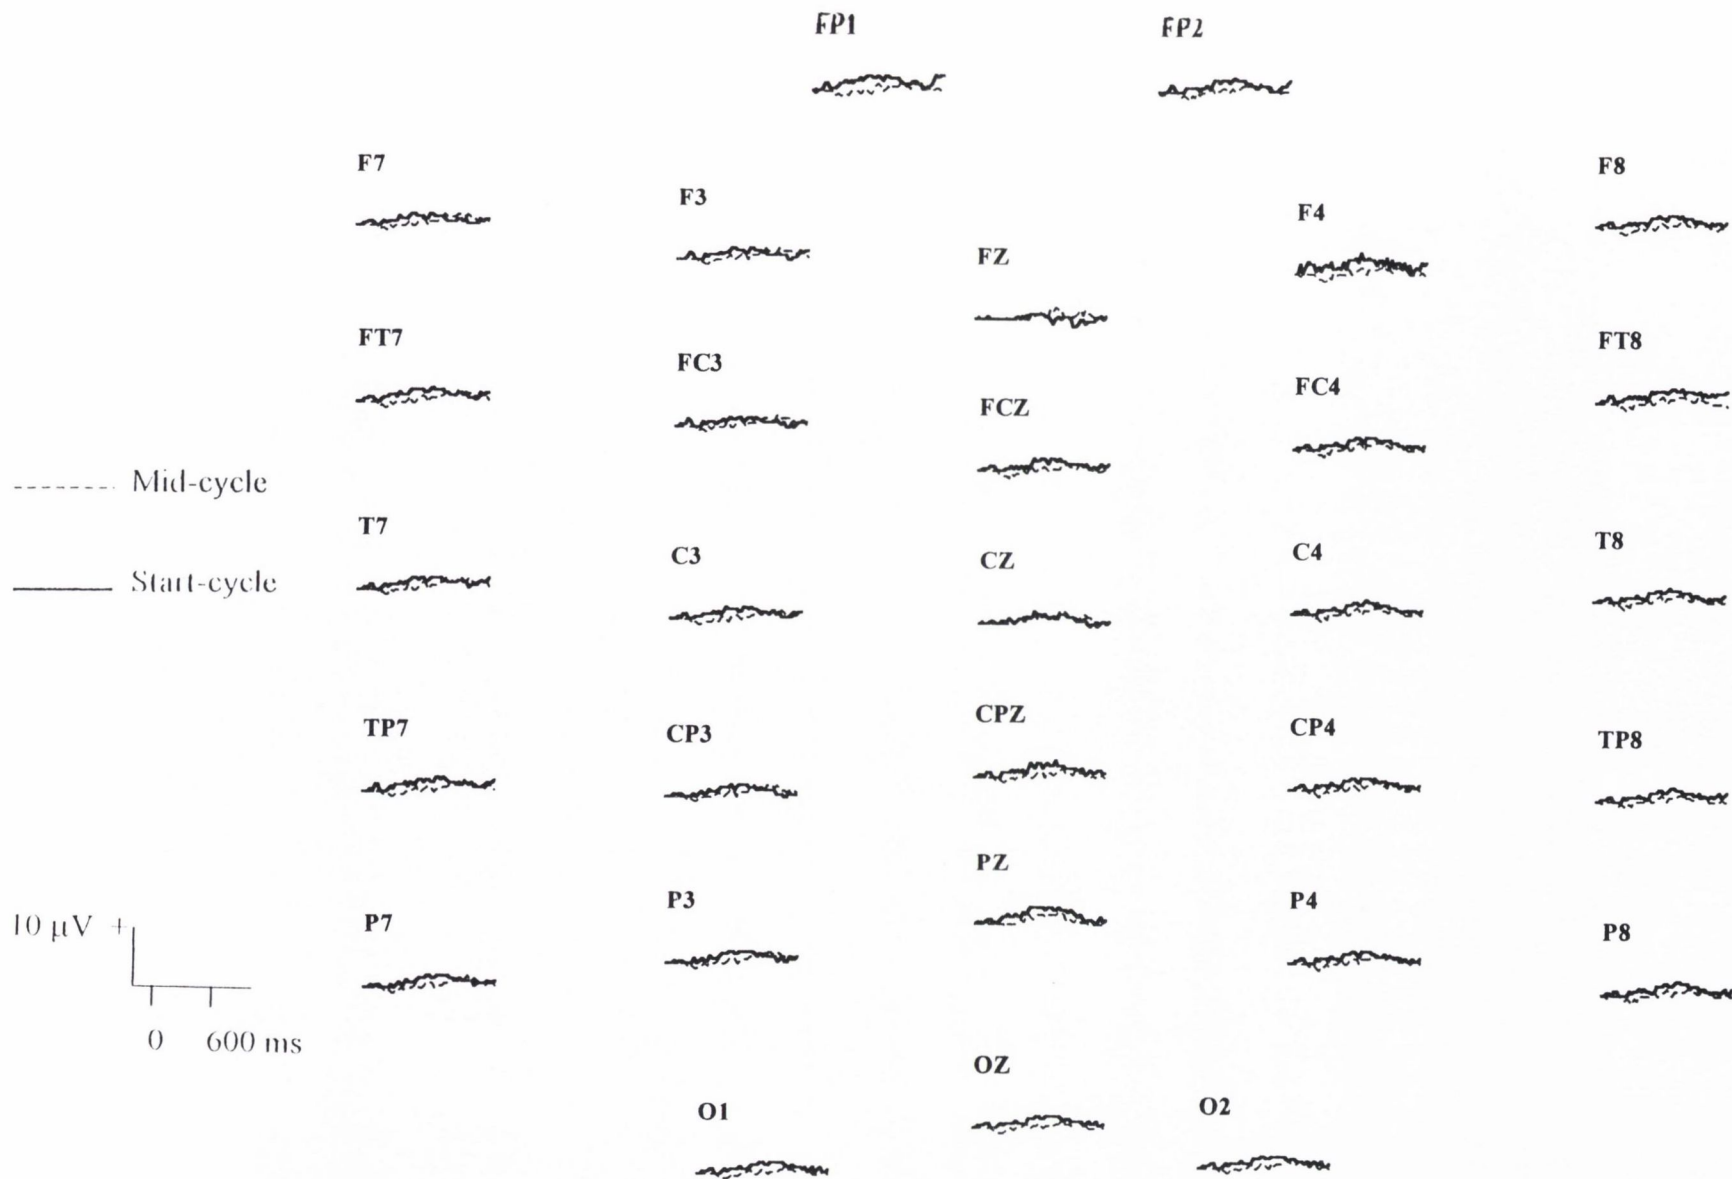 FP1 FP2
F7 F3 FZ F4 F8
FT7 FC3 FCZ FC4 FT8
Mid-cycle
T7 C3 CZ C4 T8
Start-cycle
TP7 CP3 CPZ CP4 TP8
P7 P3 PZ P4 P8
10 μV +
0 600 ms
O1 OZ O2